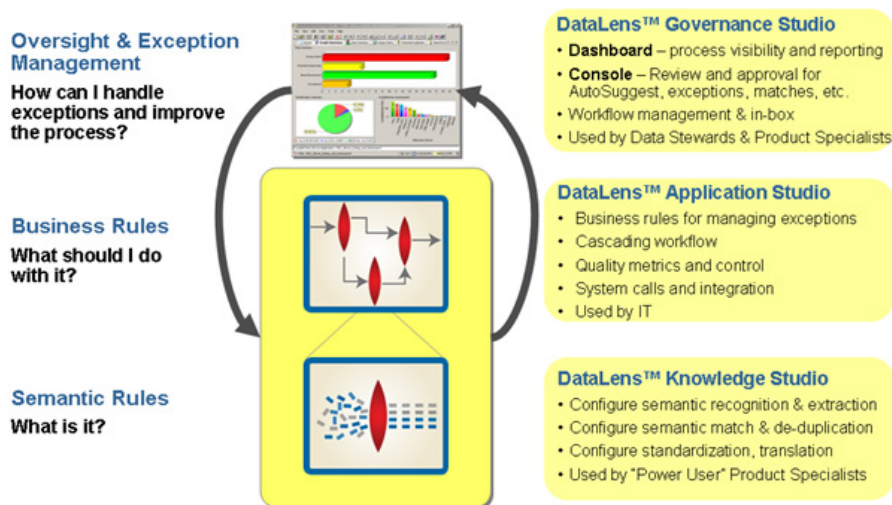 Oversight & Exception
Management
How can I handle
exceptions and improve
the process?
Business Rules
What should I do
with it?
Semantic Rules
What is it?
DataLens™ Governance Studio
• Dashboard – process visibility and reporting
• Console – Review and approval for
AutoSuggest, exceptions, matches, etc.
• Workflow management & in-box
• Used by Data Stewards & Product Specialists
DataLens™ Application Studio
• Business rules for managing exceptions
• Cascading workflow
• Quality metrics and control
• System calls and integration
• Used by IT
DataLens™ Knowledge Studio
• Configure semantic recognition & extraction
• Configure semantic match & de-duplication
• Configure standardization, translation
• Used by "Power User" Product Specialists